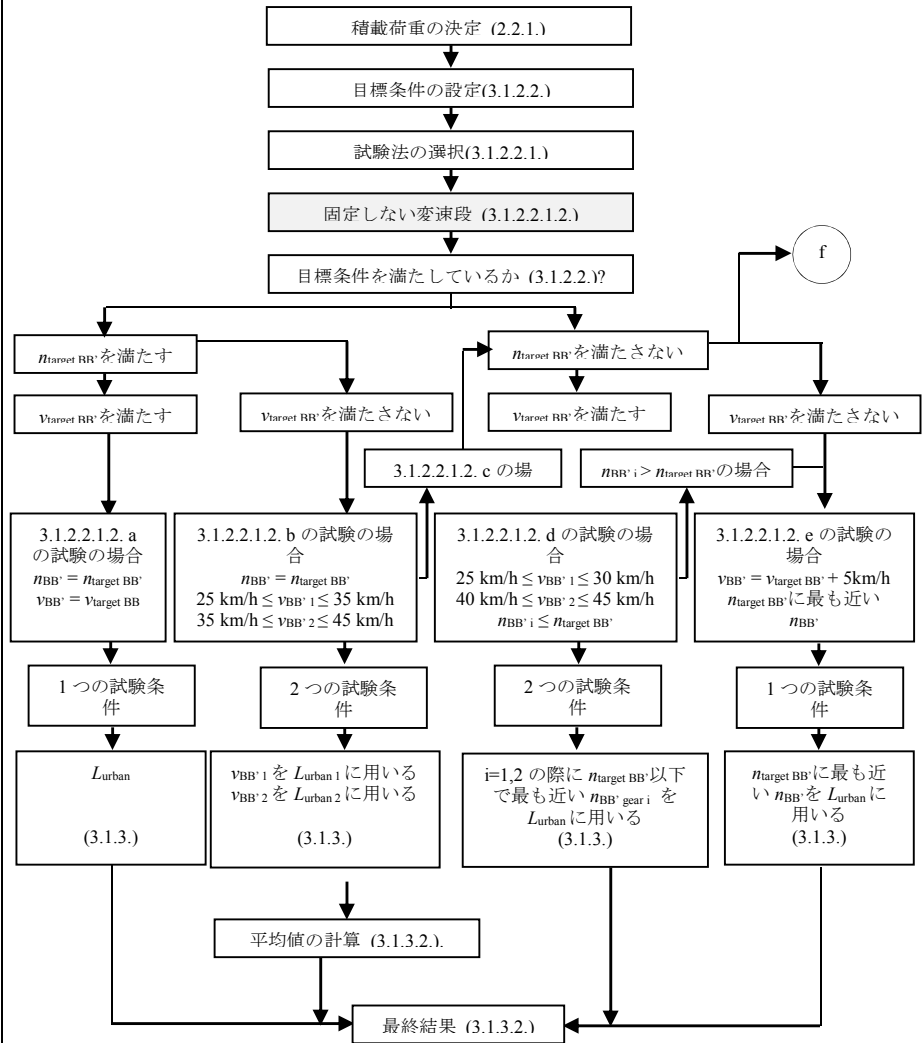 積載荷重の決定 (2.2.1.)
目標条件の設定(3.1.2.2.)
試験法の選択(3.1.2.2.1.)
固定しない変速段 (3.1.2.2.1.2.)
目標条件を満たしているか (3.1.2.2.)?
f
ntarget BB'を満たす
ntarget BB'を満たさない
vtarget BB'を満たす
vtarget BB'を満たさない
vtarget BB'を満たす
vtarget BB'を満たさない
3.1.2.2.1.2. c の場
nBB' i > ntarget BB'の場合
3.1.2.2.1.2. a
の試験の場合
nBB' = ntarget BB'
vBB' = vtarget BB
3.1.2.2.1.2. b の試験の場
合
nBB' = ntarget BB'
25 km/h ≤ vBB' 1 ≤ 35 km/h
35 km/h ≤ vBB' 2 ≤ 45 km/h
3.1.2.2.1.2. d の試験の場
合
25 km/h ≤ vBB' 1 ≤ 30 km/h
40 km/h ≤ vBB' 2 ≤ 45 km/h
nBB' i ≤ ntarget BB'
3.1.2.2.1.2. e の試験の
場合
vBB' = vtarget BB' + 5km/h
ntarget BB'に最も近い
nBB'
1 つの試験条
件
2 つの試験条
件
2 つの試験条
件
1 つの試験条
件
Lurban
(3.1.3.)
vBB' 1 を Lurban 1 に用いる
vBB' 2 を Lurban 2 に用いる
(3.1.3.)
i=1,2 の際に ntarget BB'以下
で最も近い nBB' gear i を
Lurban に用いる
(3.1.3.)
ntarget BB'に最も近
い nBB'を Lurban に
用いる
(3.1.3.)
平均値の計算 (3.1.3.2.).
最終結果 (3.1.3.2.)